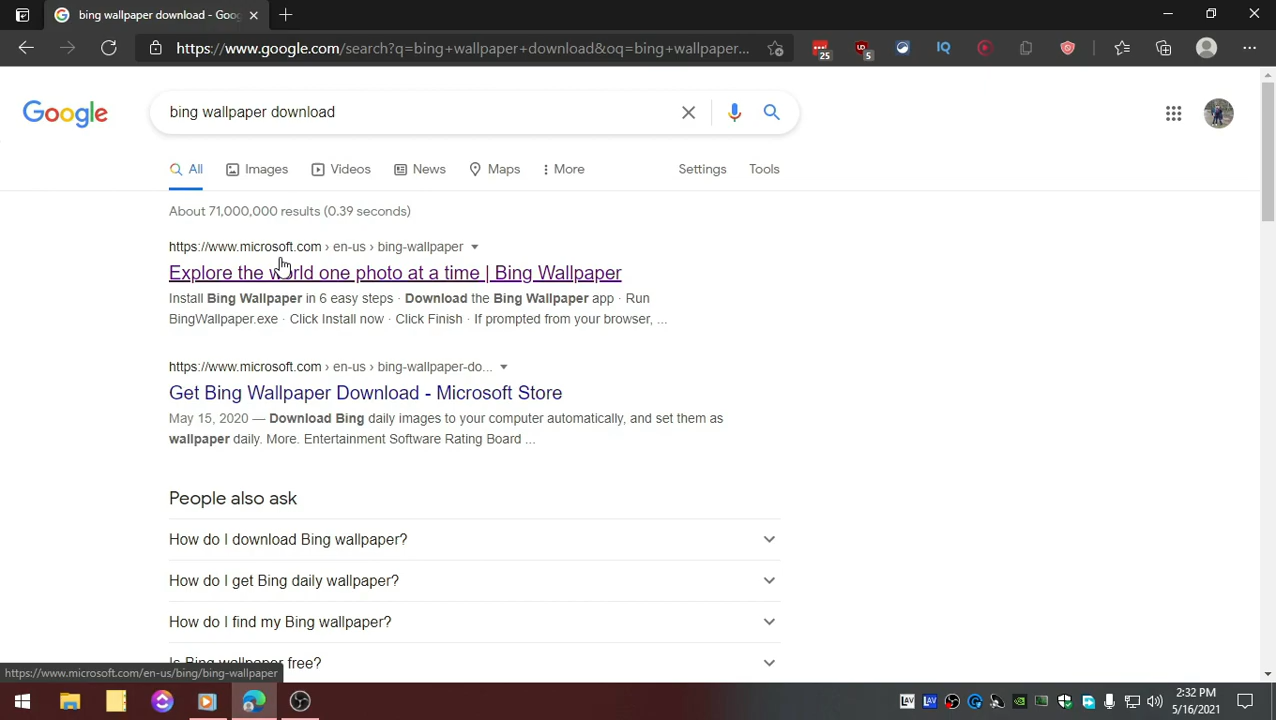 bing wallpaper download - Goo
https://www.google.com/search?q=bing+wallpaper+download&oq=bing+wallpaper...
25
UD
5
IQ
Google
bing wallpaper download
All
Images
Videos
News
Maps
More
Settings
Tools
About 71,000,000 results (0.39 seconds)
https://www.microsoft.com › en-us › bing-wallpaper
Explore the world one photo at a time | Bing Wallpaper
Install Bing Wallpaper in 6 easy steps · Download the Bing Wallpaper app · Run
BingWallpaper.exe · Click Install now · Click Finish · If prompted from your browser, ...
https://www.microsoft.com › en-us › bing-wallpaper-do...
Get Bing Wallpaper Download - Microsoft Store
May 15, 2020 — Download Bing daily images to your computer automatically, and set them as
wallpaper daily. More. Entertainment Software Rating Board ...
People also ask
How do I download Bing wallpaper?
How do I get Bing daily wallpaper?
How do I find my Bing wallpaper?
Is Bing wallpaper free?
https://www.microsoft.com/en-us/bing/bing-wallpaper
LAV
LAV
2:32 PM
5/16/2021